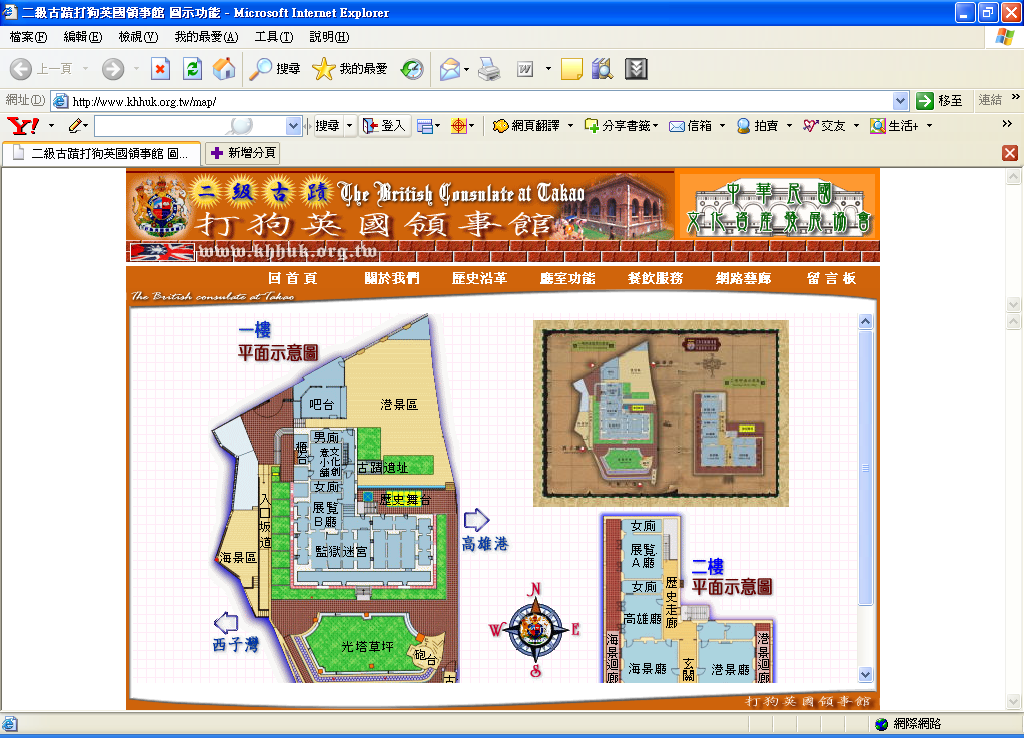 二級古蹟打狗英國領事館 圖示功能 - Microsoft Internet Explorer
檔案(F) 編輯(E) 檢視(V) 我的最愛(A) 工具(T) 說明(H)
上一頁 搜尋 我的最愛
網址(D) http://www.khhuk.org.tw/map/ 移至 連結
Y! 搜尋 登入 網頁翻譯 分享書籤 信箱 拍賣 交友 生活+
二級古蹟打狗英國領事館 圖... 新增分頁
二級古蹟 The British Consulate at Takao
打狗英國領事館
中華民國
文化資產發展協會
www.khhuk.org.tw
回首頁 關於我們 歷史沿革 廳室功能 餐飲服務 網路藝廊 留言板
The British consulate at Takao
一樓
平面示意圖
吧台
港景區
男廁
櫃台
文化創意小舖
古蹟遺址
女廁
歷史舞台
展覧B廳
入口坂道
監獄迷宮
海景區
高雄港
西子灣
光塔草坪
砲台
古
N
W
E
S
女廁
展覧A廳
女廁
歷史走廊
高雄廳
二樓
平面示意圖
海景迴廊
海景廳
玄關
港景廳
港景迴廊
打狗英國領事館
網際網路